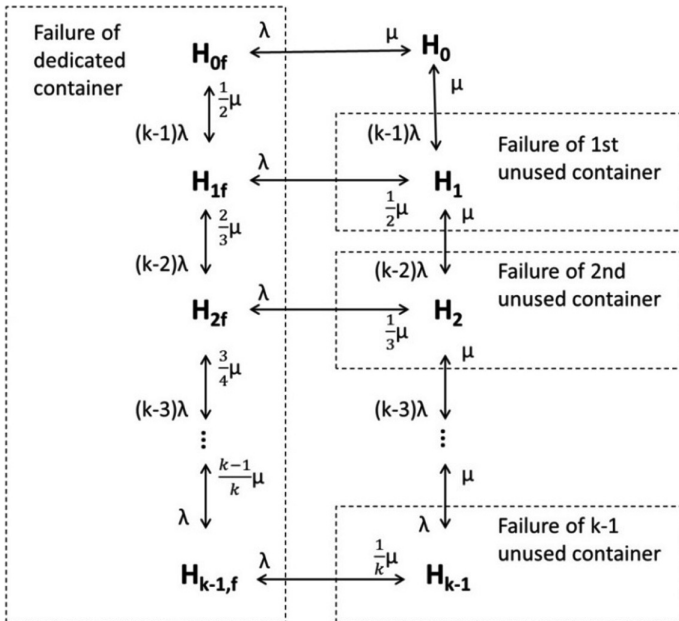 Failure of
dedicated
container
λ
μ
H0f
H0
½μ
μ
(k-1)λ
(k-1)λ
Failure of 1st
unused container
λ
H1f
H1
½μ
μ
⅔μ
(k-2)λ
(k-2)λ
Failure of 2nd
unused container
λ
H2f
H2
⅓μ
μ
¾μ
(k-3)λ
(k-3)λ
⋮
⋮
k−1/k μ
μ
λ
λ
Failure of k-1
unused container
λ
1/k μ
Hk-1,f
Hk-1